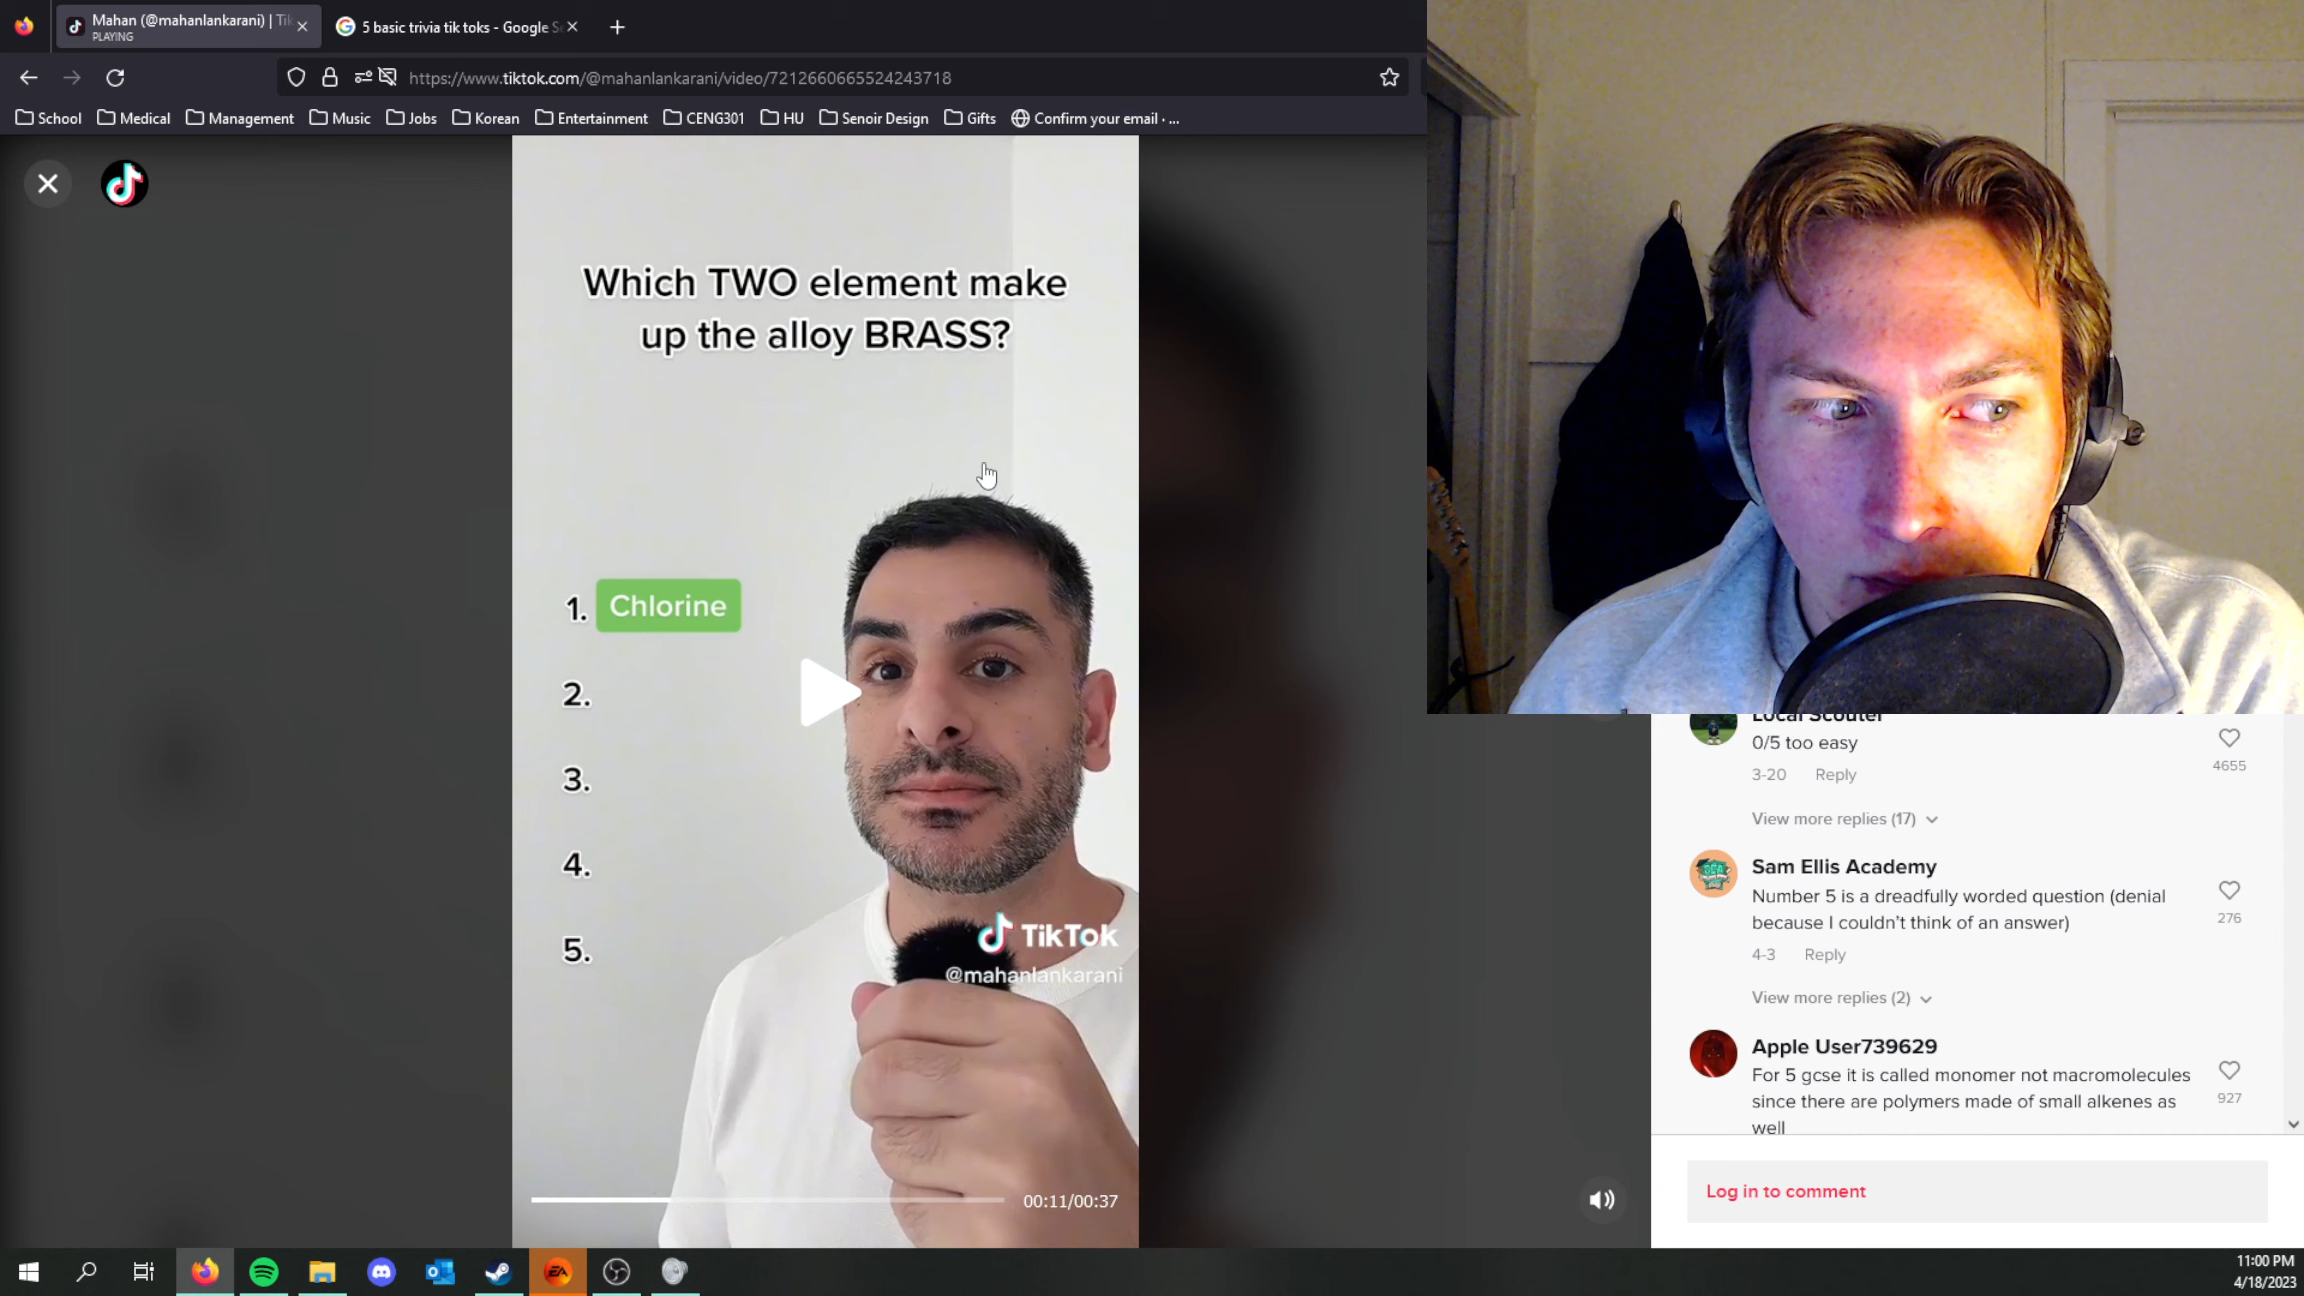 Mahan (@mahanlankarani) | Tik
PLAYING
5 basic trivia tik toks - Google Se
https://www.tiktok.com/@mahanlankarani/video/7212660665524243718
School Medical Management Music Jobs Korean Entertainment CENG301 HU Senoir Design Gifts Confirm your email · ...
Which TWO element make
up the alloy BRASS?
1. Chlorine
2.
3.
4.
5.
TikTok
@mahanlankarani
00:11/00:37
Local Scouter
0/5 too easy
3-20 Reply
4655
View more replies (17)
Sam Ellis Academy
Number 5 is a dreadfully worded question (denial
because I couldn't think of an answer)
276
4-3 Reply
View more replies (2)
Apple User739629
For 5 gcse it is called monomer not macromolecules
since there are polymers made of small alkenes as
well
927
Log in to comment
EA
11:00 PM
4/18/2023